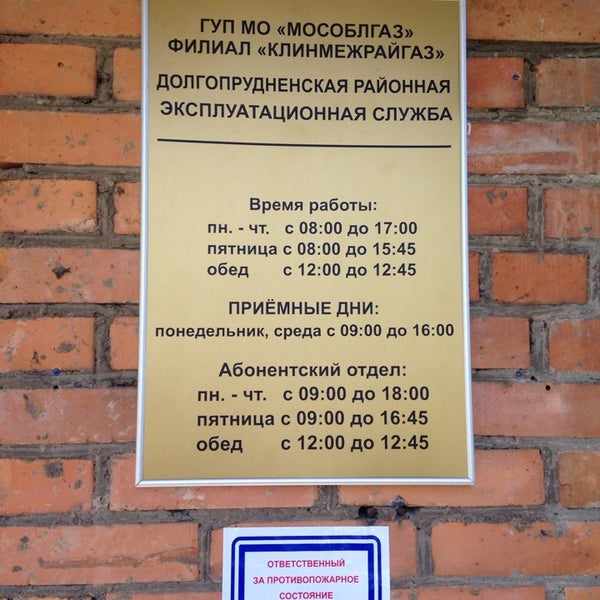 ГУП МО «МОСОБЛГАЗ»
ФИЛИАЛ «КЛИНМЕЖРАЙГАЗ»
ДОЛГОПРУДНЕНСКАЯ РАЙОННАЯ
ЭКСПЛУАТАЦИОННАЯ СЛУЖБА
Время работы:
пн. - чт. с 08:00 до 17:00
пятница с 08:00 до 15:45
обед с 12:00 до 12:45
ПРИЁМНЫЕ ДНИ:
понедельник, среда с 09:00 до 16:00
Абонентский отдел:
пн. - чт. с 09:00 до 18:00
пятница с 09:00 до 16:45
обед с 12:00 до 12:45
ОТВЕТСТВЕННЫЙ
ЗА ПРОТИВОПОЖАРНОЕ
СОСТОЯНИЕ